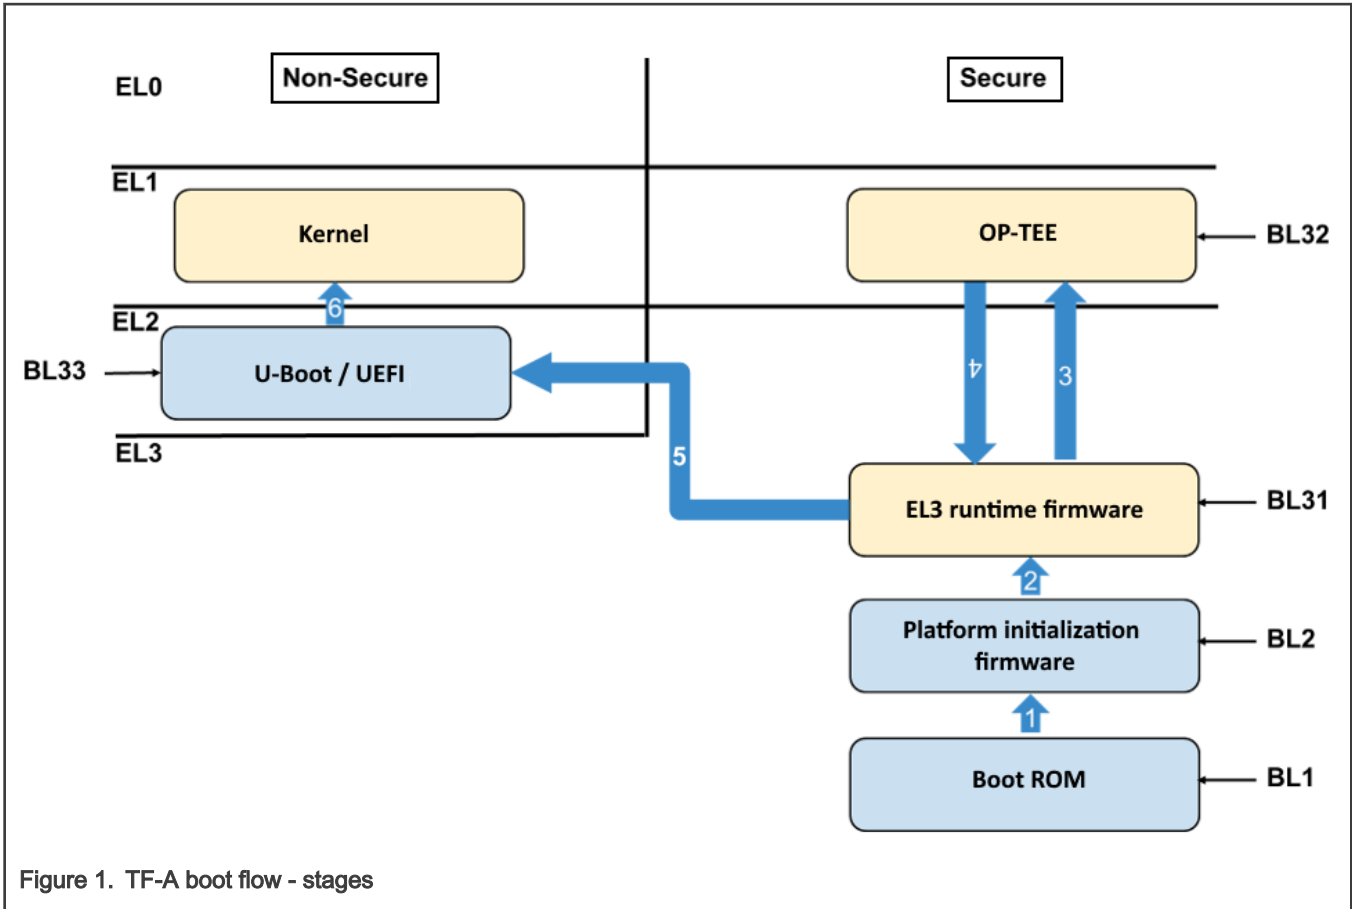 EL0
Non-Secure
Secure
EL1
Kernel
OP-TEE
BL32
6
EL2
BL33
U-Boot / UEFI
4
3
EL3
5
EL3 runtime firmware
BL31
2
Platform initialization
firmware
BL2
1
Boot ROM
BL1
Figure 1. TF-A boot flow - stages